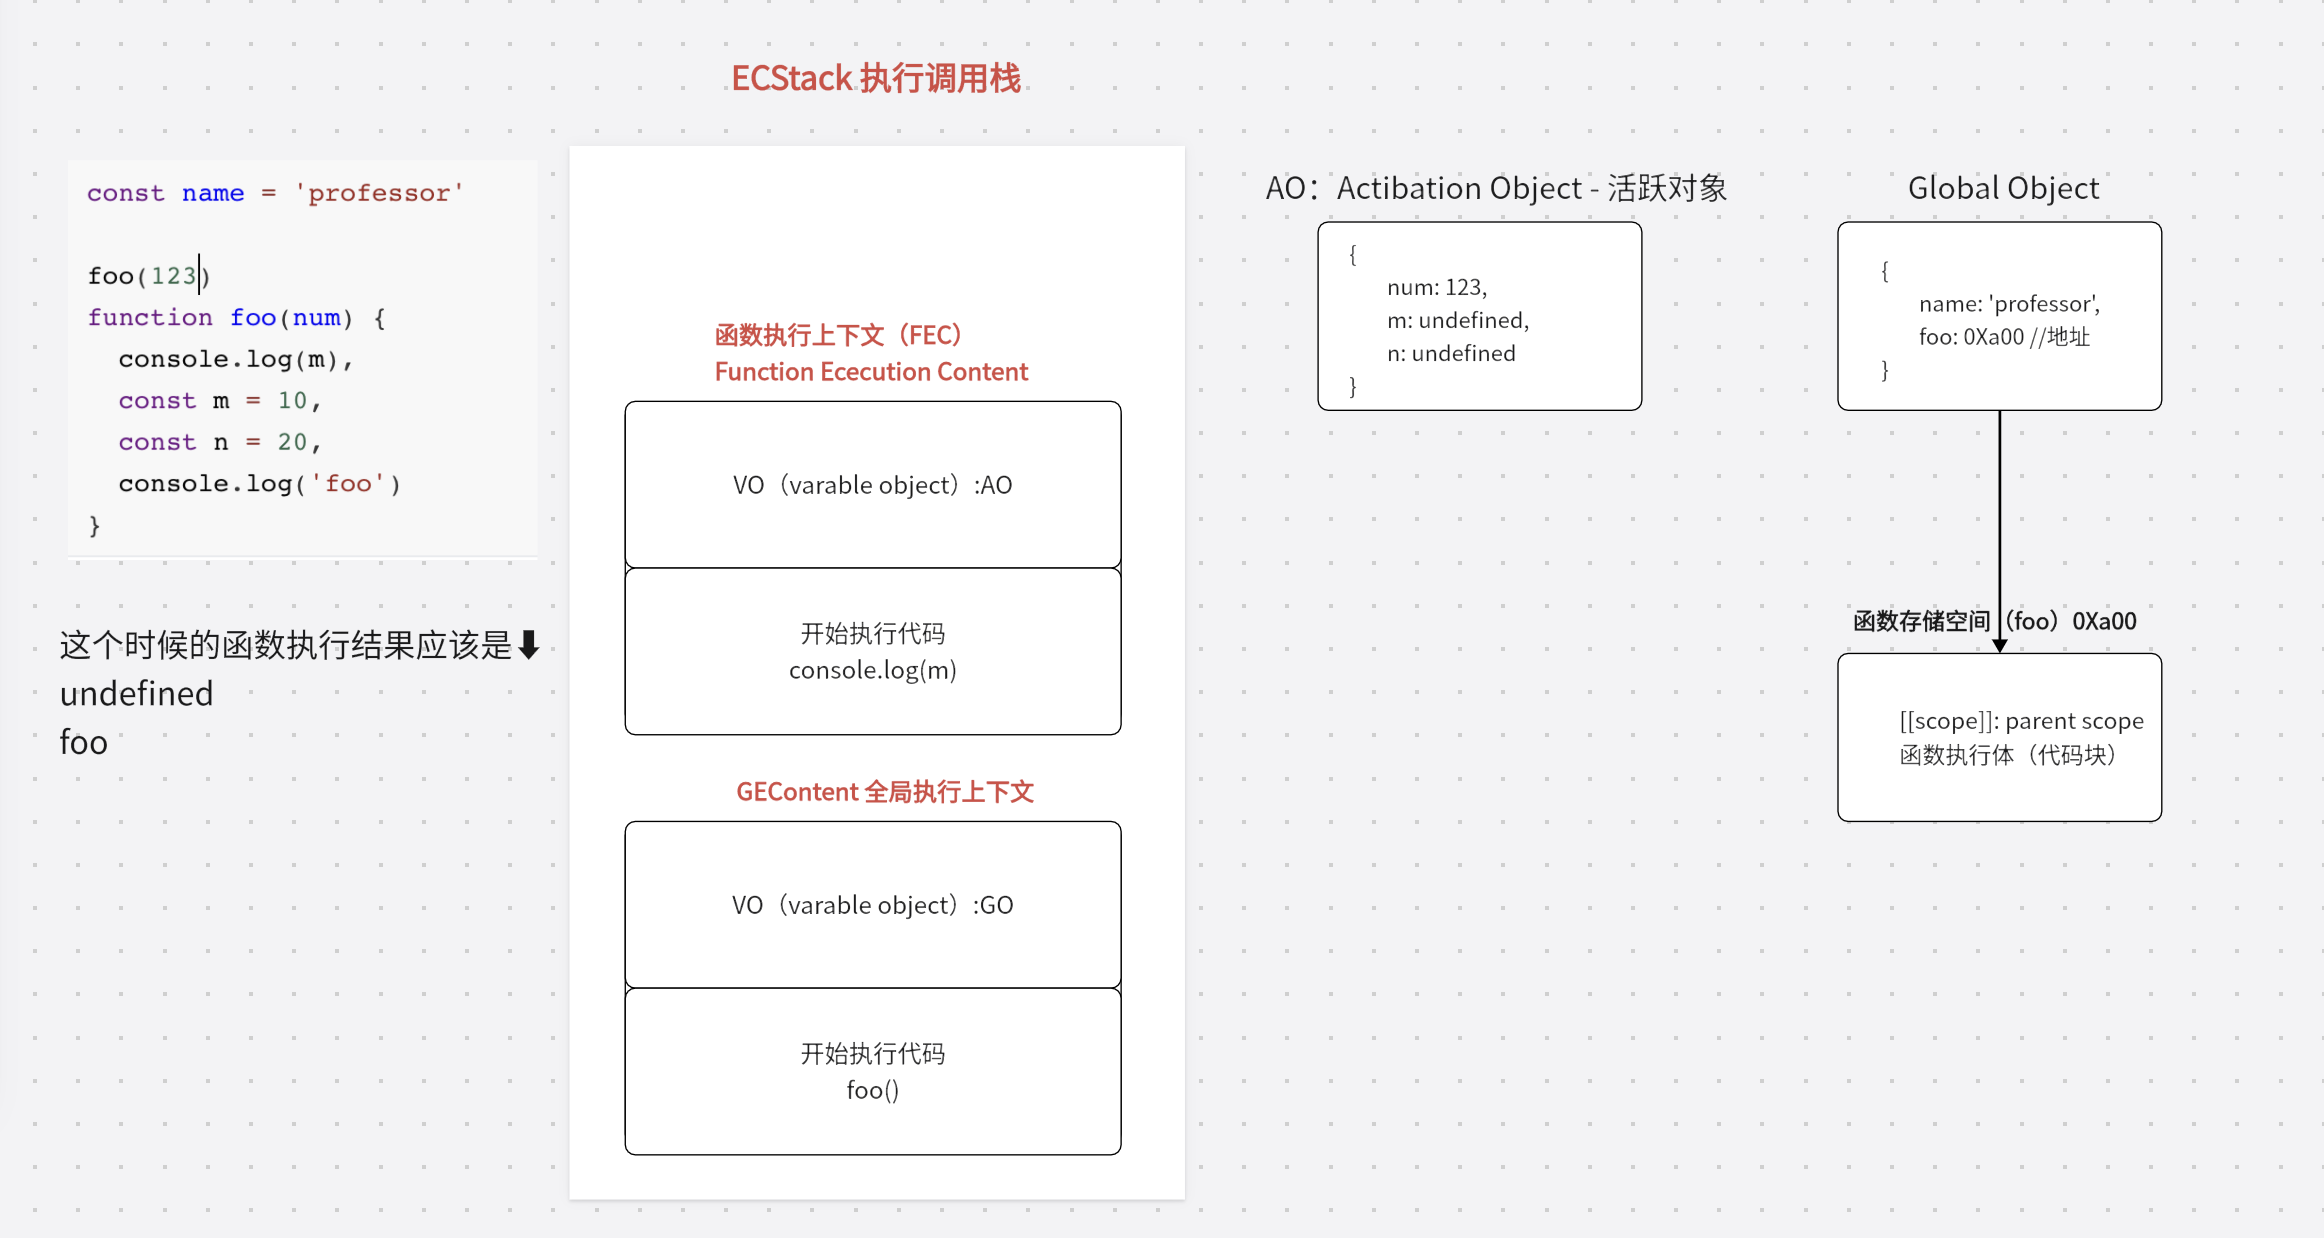 ECStack 执行调用栈
const name = 'professor'
foo(123)
function foo(num) {
console.log(m),
const m = 10,
const n = 20,
console.log('foo')
}
这个时候的函数执行结果应该是⬇
undefined
foo
函数执行上下文（FEC）
Function Ececution Content
VO（varable object）:AO
开始执行代码
console.log(m)
GEContent 全局执行上下文
VO（varable object）:GO
开始执行代码
foo()
AO：Actibation Object - 活跃对象
{
num: 123,
m: undefined,
n: undefined
}
Global Object
{
name: 'professor',
foo: 0Xa00 //地址
}
函数存储空间（foo）0Xa00
[[scope]]: parent scope
函数执行体（代码块）